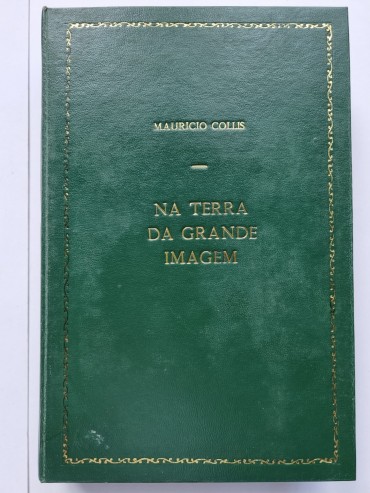 MAURICIO COLLIS
NA TERRA
DA GRANDE
IMAGEM